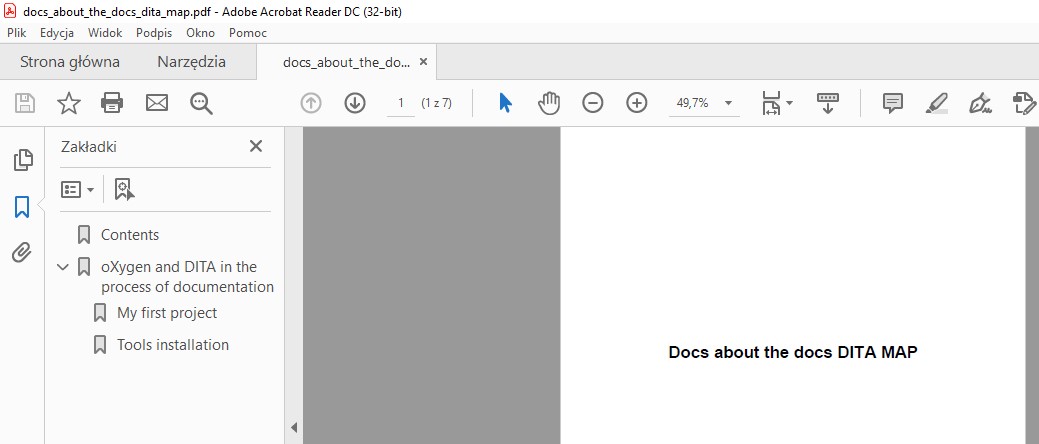 docs_about_the_docs_dita_map.pdf - Adobe Acrobat Reader DC (32-bit)
Plik Edycja Widok Podpis Okno Pomoc
Strona główna Narzędzia docs_about_the_do... ×
1 (1 z 7) 49,7%
Zakładki
Contents
oXygen and DITA in the
process of documentation
My first project
Tools installation
Docs about the docs DITA MAP